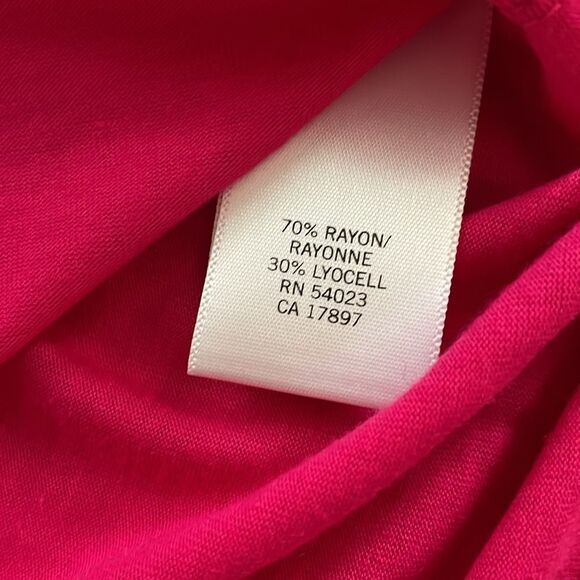 70% RAYON/
RAYONNE
30% LYOCELL
RN 54023
CA 17897